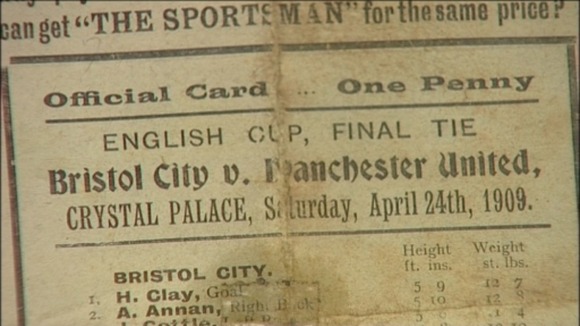 can get "THE SPORTSMAN" for the same price?
Official Card ... One Penny
ENGLISH CUP, FINAL TIE
Bristol City v. Manchester United,
CRYSTAL PALACE, Saturday, April 24th, 1909.
Height Weight
ft. ins. st. lbs.
BRISTOL CITY.
1. H. Clay, Goal 5 9 12 7
2. A. Annan, Right Back 5 10 12 8